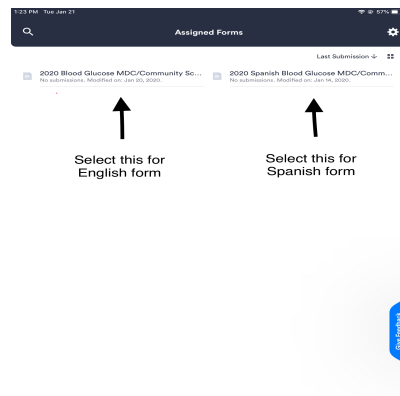 1:23 PM Tue Jan 21
57%
Assigned Forms
Last Submission ↓
2020 Blood Glucose MDC/Community Sc...
No submissions. Modified on: Jan 20, 2020.
2020 Spanish Blood Glucose MDC/Comm...
No submissions. Modified on: Jan 14, 2020.
Select this for
English form
Select this for
Spanish form
Give Feedback